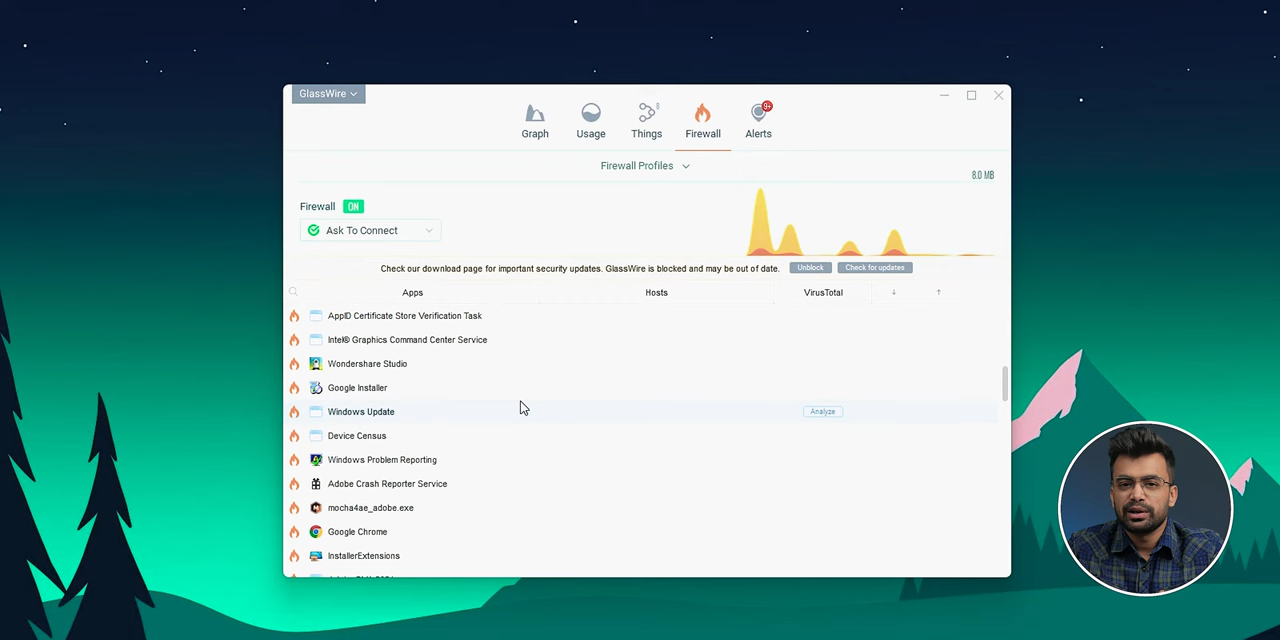 GlassWire
8
9+
Graph
Usage
Things
Firewall
Alerts
Firewall Profiles
8.0 MB
Firewall ON
Ask To Connect
Check our download page for important security updates. GlassWire is blocked and may be out of date. Unblock Check for updates
Apps Hosts VirusTotal ↓ ↑
AppID Certificate Store Verification Task
Intel® Graphics Command Center Service
Wondershare Studio
Google Installer
Windows Update Analyze
Device Census
Windows Problem Reporting
Adobe Crash Reporter Service
mocha4ae_adobe.exe
Google Chrome
InstallerExtensions